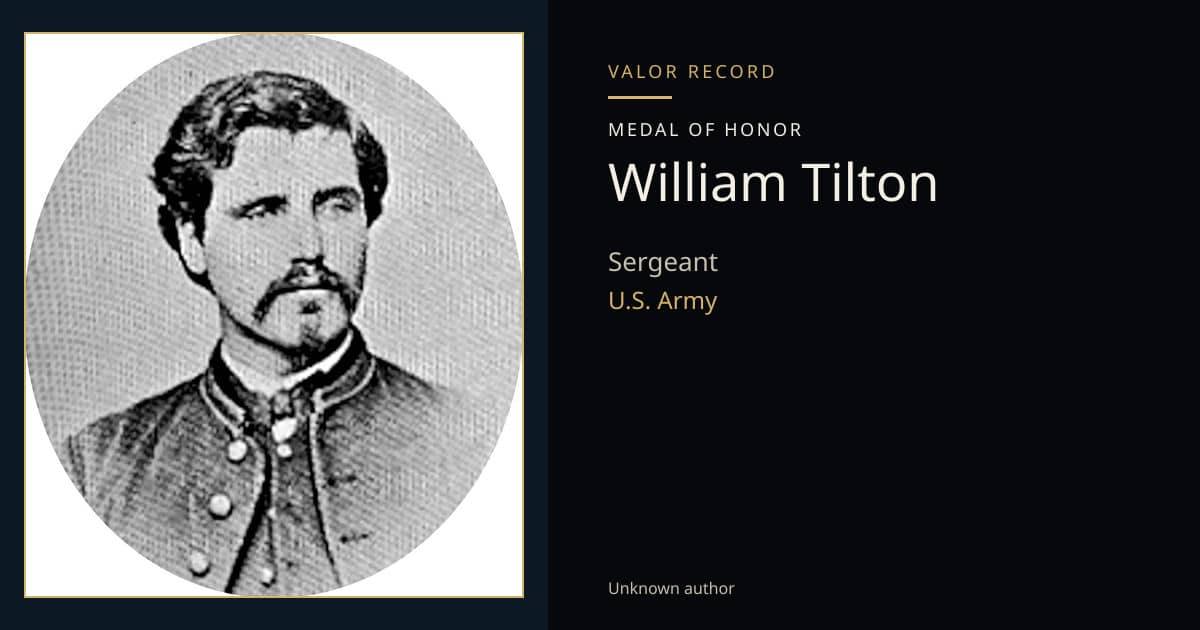 VALOR RECORD
MEDAL OF HONOR
William Tilton
Sergeant
U.S. Army
Unknown author